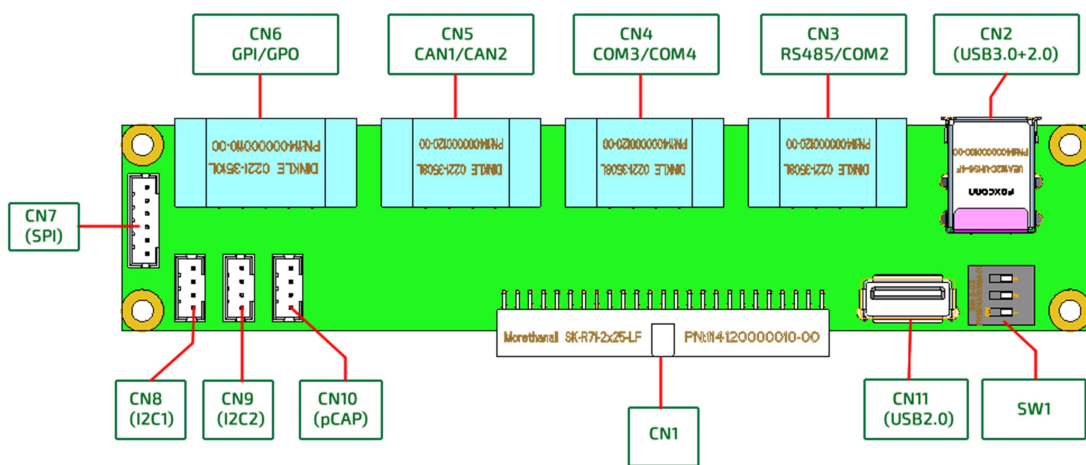 CN6
GPI/GPO
CN5
CAN1/CAN2
CN4
COM3/COM4
CN3
RS485/COM2
CN2
(USB3.0+2.0)
DINKLE 0221-3510L
DINKLE 0221-3508L
DINKLE 0221-3508L
DINKLE 0221-3508L
FOXCONN
CN7
(SPI)
Morethanall SK-R71-2x25-LF
PN:114120000010-00
CN8
(I2C1)
CN9
(I2C2)
CN10
(pCAP)
CN1
CN11
(USB2.0)
SW1